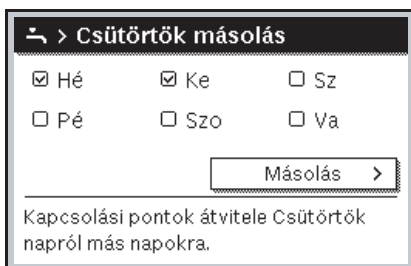 > Csütörtök másolás
Hé Ke Sz
Pé Szo Va
Másolás >
Kapcsolási pontok átvitele Csütörtök
napról más napokra.